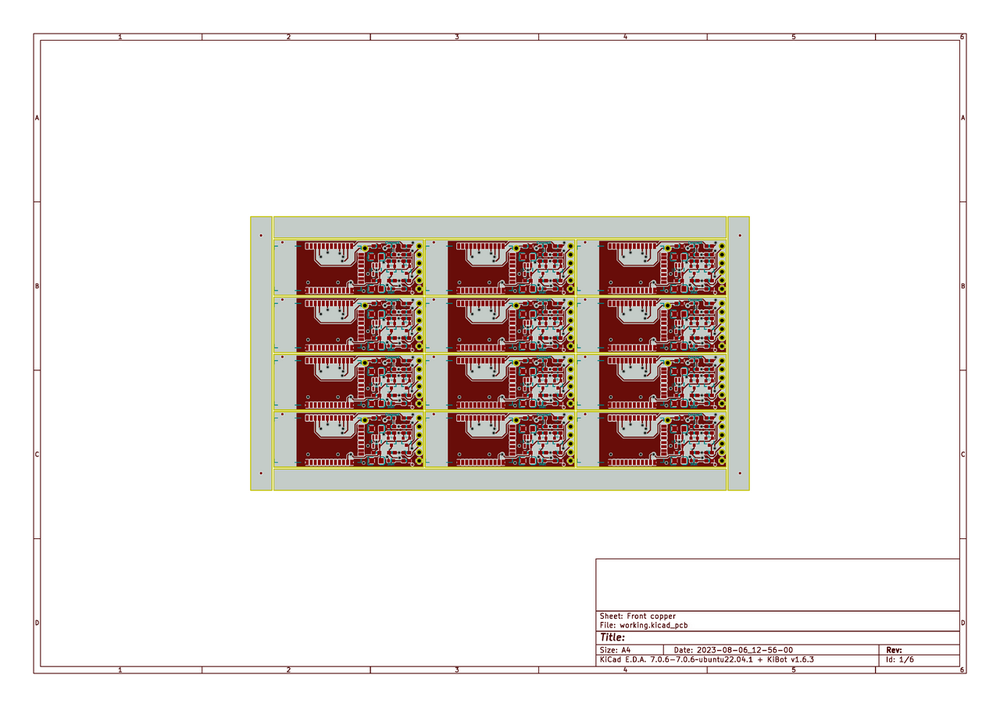 1 2 3 4 5 6
A A
B B
C C
D D
Sheet: Front copper
File: working.kicad_pcb
Title:
Size: A4 Date: 2023-08-06_12-56-00 Rev:
KiCad E.D.A. 7.0.6-7.0.6-ubuntu22.04.1 + KiBot v1.6.3 Id: 1/6
1 2 3 4 5 6